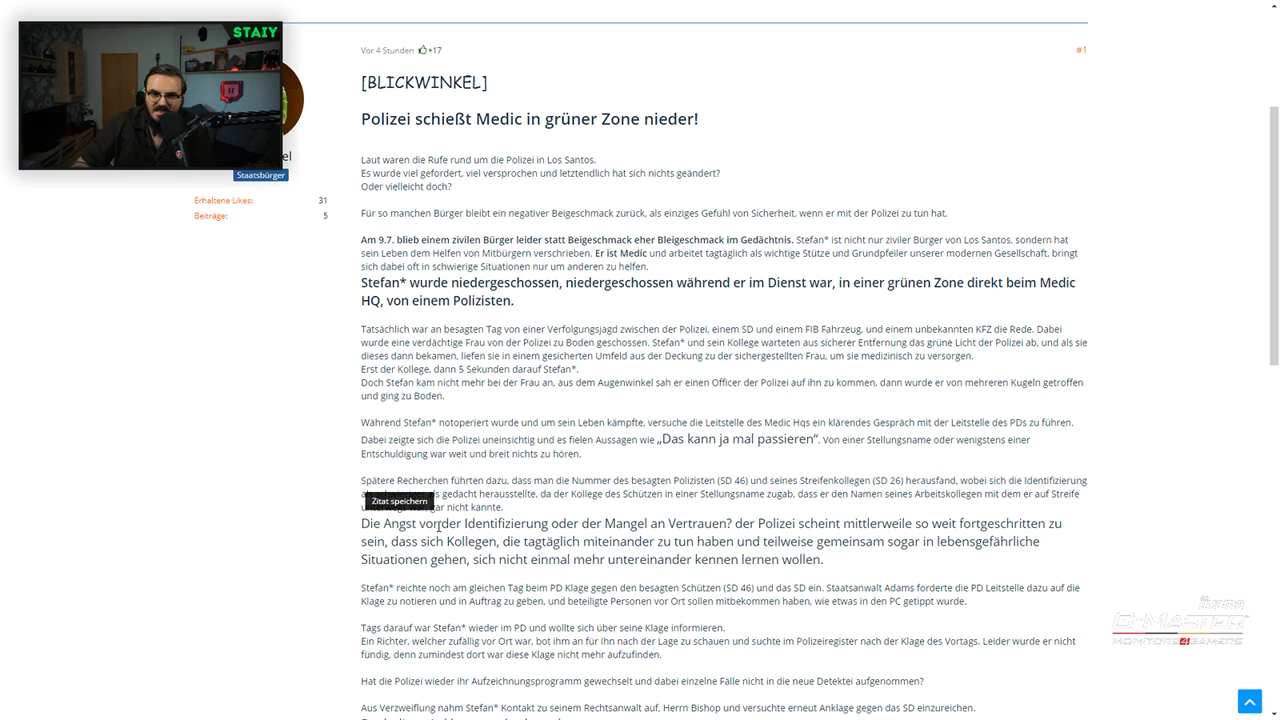 STAIY
el
Staatsbürger
Erhaltene Likes: 31
Beiträge: 5
Vor 4 Stunden +17 #1
[BLICKWINKEL]
Polizei schießt Medic in grüner Zone nieder!
Laut waren die Rufe rund um die Polizei in Los Santos.
Es wurde viel gefordert, viel versprochen und letztendlich hat sich nichts geändert?
Oder vielleicht doch?
Für so manchen Bürger bleibt ein negativer Beigeschmack zurück, als einziges Gefühl von Sicherheit, wenn er mit der Polizei zu tun hat.
Am 9.7. blieb einem zivilen Bürger leider statt Beigeschmack eher Bleigeschmack im Gedächtnis. Stefan* ist nicht nur ziviler Bürger von Los Santos, sondern hat
sein Leben dem Helfen von Mitbürgern verschrieben. Er ist Medic und arbeitet tagtäglich als wichtige Stütze und Grundpfeiler unserer modernen Gesellschaft, bringt
sich dabei oft in schwierige Situationen nur um anderen zu helfen.
Stefan* wurde niedergeschossen, niedergeschossen während er im Dienst war, in einer grünen Zone direkt beim Medic
HQ, von einem Polizisten.
Tatsächlich war an besagten Tag von einer Verfolgungsjagd zwischen der Polizei, einem SD und einem FIB Fahrzeug, und einem unbekannten KFZ die Rede. Dabei
wurde eine verdächtige Frau von der Polizei zu Boden geschossen. Stefan* und sein Kollege warteten aus sicherer Entfernung das grüne Licht der Polizei ab, und als sie
dieses dann bekamen, liefen sie in einem gesicherten Umfeld aus der Deckung zu der sichergestellten Frau, um sie medizinisch zu versorgen.
Erst der Kollege, dann 5 Sekunden darauf Stefan*.
Doch Stefan kam nicht mehr bei der Frau an, aus dem Augenwinkel sah er einen Officer der Polizei auf ihn zu kommen, dann wurde er von mehreren Kugeln getroffen
und ging zu Boden.
Während Stefan* notoperiert wurde und um sein Leben kämpfte, versuche die Leitstelle des Medic Hqs ein klärendes Gespräch mit der Leitstelle des PDs zu führen.
Dabei zeigte sich die Polizei uneinsichtig und es fielen Aussagen wie „Das kann ja mal passieren“. Von einer Stellungsname oder wenigstens einer
Entschuldigung war weit und breit nichts zu hören.
Spätere Recherchen führten dazu, dass man die Nummer des besagten Polizisten (SD 46) und seines Streifenkollegen (SD 26) herausfand, wobei sich die Identifizierung
als gedacht herausstellte, da der Kollege des Schützen in einer Stellungsname zugab, dass er den Namen seines Arbeitskollegen mit dem er auf Streife
Zitat speichern
gar nicht kannte.
Die Angst vor der Identifizierung oder der Mangel an Vertrauen? der Polizei scheint mittlerweile so weit fortgeschritten zu
sein, dass sich Kollegen, die tagtäglich miteinander zu tun haben und teilweise gemeinsam sogar in lebensgefährliche
Situationen gehen, sich nicht einmal mehr untereinander kennen lernen wollen.
Stefan* reichte noch am gleichen Tag beim PD Klage gegen den besagten Schützen (SD 46) und das SD ein. Staatsanwalt Adams forderte die PD Leitstelle dazu auf die
Klage zu notieren und in Auftrag zu geben, und beteiligte Personen vor Ort sollen mitbekommen haben, wie etwas in den PC getippt wurde.
Tags darauf war Stefan* wieder im PD und wollte sich über seine Klage informieren.
Ein Richter, welcher zufällig vor Ort war, bot ihm an für ihn nach der Lage zu schauen und suchte im Polizeiregister nach der Klage des Vortags. Leider wurde er nicht
fündig, denn zumindest dort war diese Klage nicht mehr aufzufinden.
Hat die Polizei wieder ihr Aufzeichnungsprogramm gewechselt und dabei einzelne Fälle nicht in die neue Detektei aufgenommen?
Aus Verzweiflung nahm Stefan* Kontakt zu seinem Rechtsanwalt auf, Herrn Bishop und versuchte erneut Anklage gegen das SD einzureichen.
MONITORS4GAMERS